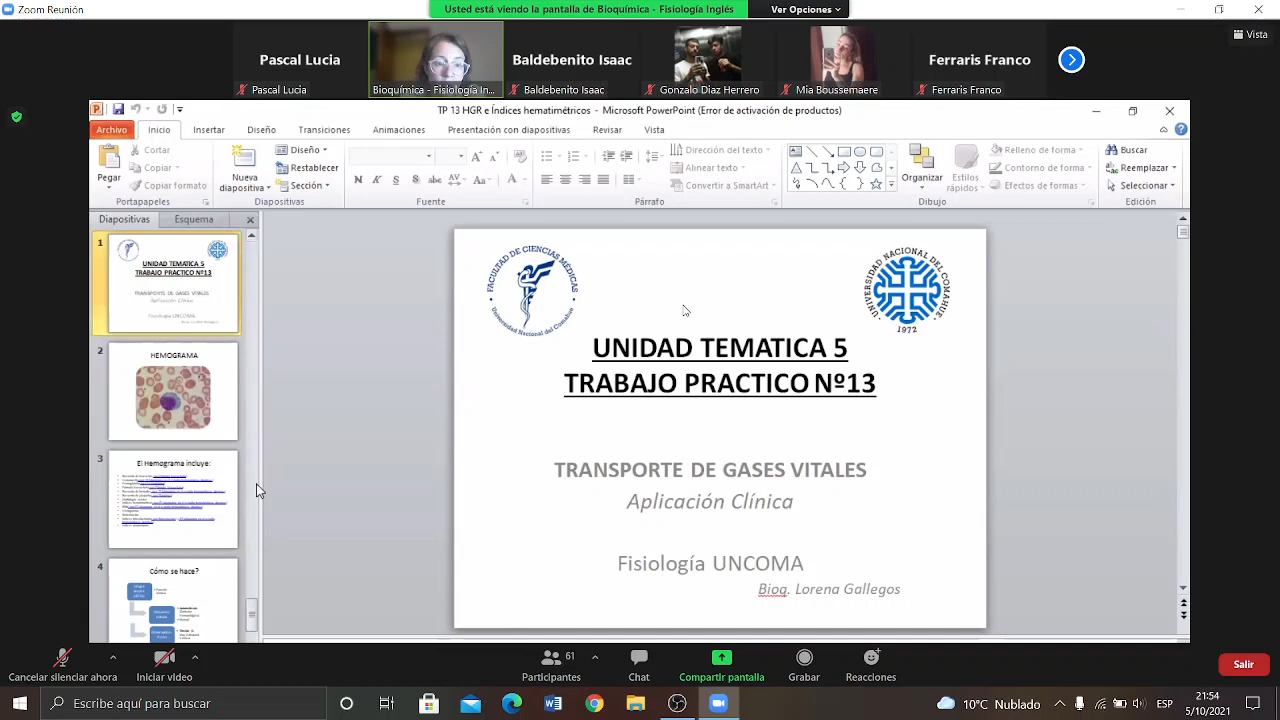 Zoom Reunión
Usted está viendo la pantalla de Bioquímica - Fisiología Inglés
Ver Opciones
Vista
Pascal Lucia
Baldebenito Isaac
Ferraris Franco
Pascal Lucia
Bioquímica - Fisiología In...
Baldebenito Isaac
Gonzalo Diaz Herrero
Mia Boussemaere
Ferraris Franco
TP 13 HGR e Índices hematimétricos - Microsoft PowerPoint (Error de activación de productos)
Archivo
Inicio
Insertar
Diseño
Transiciones
Animaciones
Presentación con diapositivas
Revisar
Vista
Pegar
Cortar
Copiar
Copiar formato
Portapapeles
Nueva diapositiva
Diseño
Restablecer
Sección
Diapositivas
N K S S abc AV Aa A
Fuente
Dirección del texto
Alinear texto
Convertir a SmartArt
Párrafo
Organizar
Estilos rápidos
Relleno de forma
Contorno de forma
Efectos de formas
Dibujo
Buscar
Reemplazar
Seleccionar
Edición
Diapositivas
Esquema
1
UNIDAD TEMATICA 5
TRABAJO PRACTICO Nº13
TRANSPORTE DE GASES VITALES
Aplicación Clínica
Fisiología UNCOMA
2
HEMOGRAMA
3
El Hemograma incluye:
4
Cómo se hace?
FACULTAD DE CIENCIAS MÉDICAS
Universidad Nacional del Comahue
UNIVERSIDAD NACIONAL DEL COMAHUE
1972
UNIDAD TEMATICA 5
TRABAJO PRACTICO Nº13
TRANSPORTE DE GASES VITALES
Aplicación Clínica
Fisiología UNCOMA
Bioq. Lorena Gallegos
Cancelar silenciar ahora
Iniciar video
61
Participantes
Chat
Compartir pantalla
Grabar
Reacciones
Salir
Escribe aquí para buscar
19°C Nublado
21:54
5/10/2021